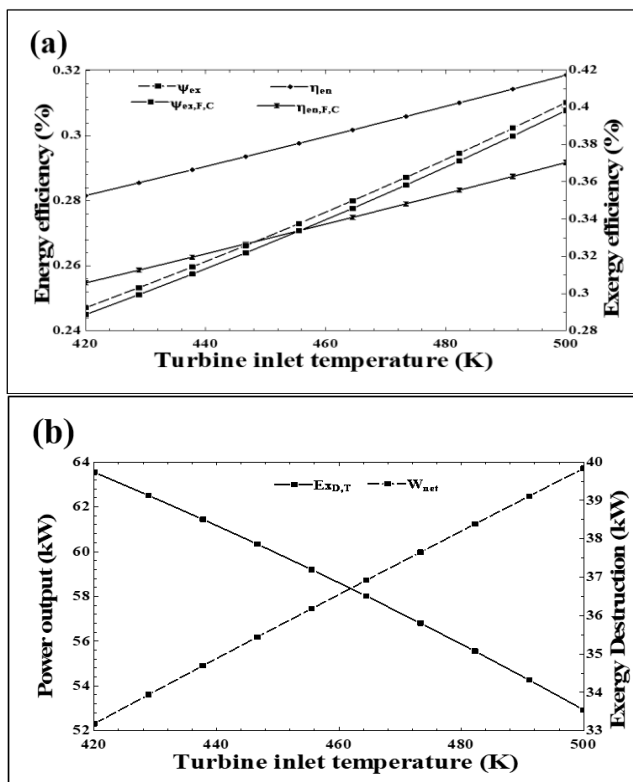 (a)
0.32
0.3
0.28
0.26
0.24
Energy efficiency (%)
ψex
ηen
ψex,F,C
ηen,F,C
0.42
0.4
0.38
0.36
0.34
0.32
0.3
0.28
Exergy efficiency (%)
420 440 460 480 500
Turbine inlet temperature (K)
(b)
64
62
60
58
56
54
52
Power output (kW)
ExD,T
Wnet
40
39
38
37
36
35
34
33
Exergy Destruction (kW)
420 440 460 480 500
Turbine inlet temperature (K)